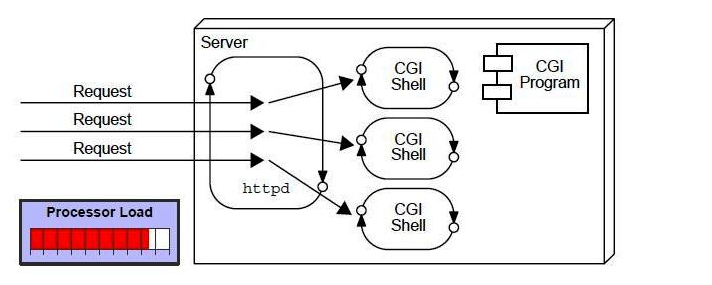 Server
CGI
Shell
CGI
Program
Request
Request
CGI
Shell
Request
httpd
Processor Load
CGI
Shell